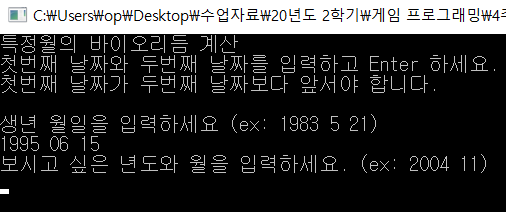 C:₩Users₩op₩Desktop₩수업자료₩20년도 2학기₩게임 프로그래밍₩4주
특정월의 바이오리듬 계산
첫번째 날짜와 두번째 날짜를 입력하고 Enter 하세요.
첫번째 날짜가 두번째 날짜보다 앞서야 합니다.
생년 월일을 입력하세요 (ex: 1983 5 21)
1995 06 15
보시고 싶은 년도와 월을 입력하세요. (ex: 2004 11)